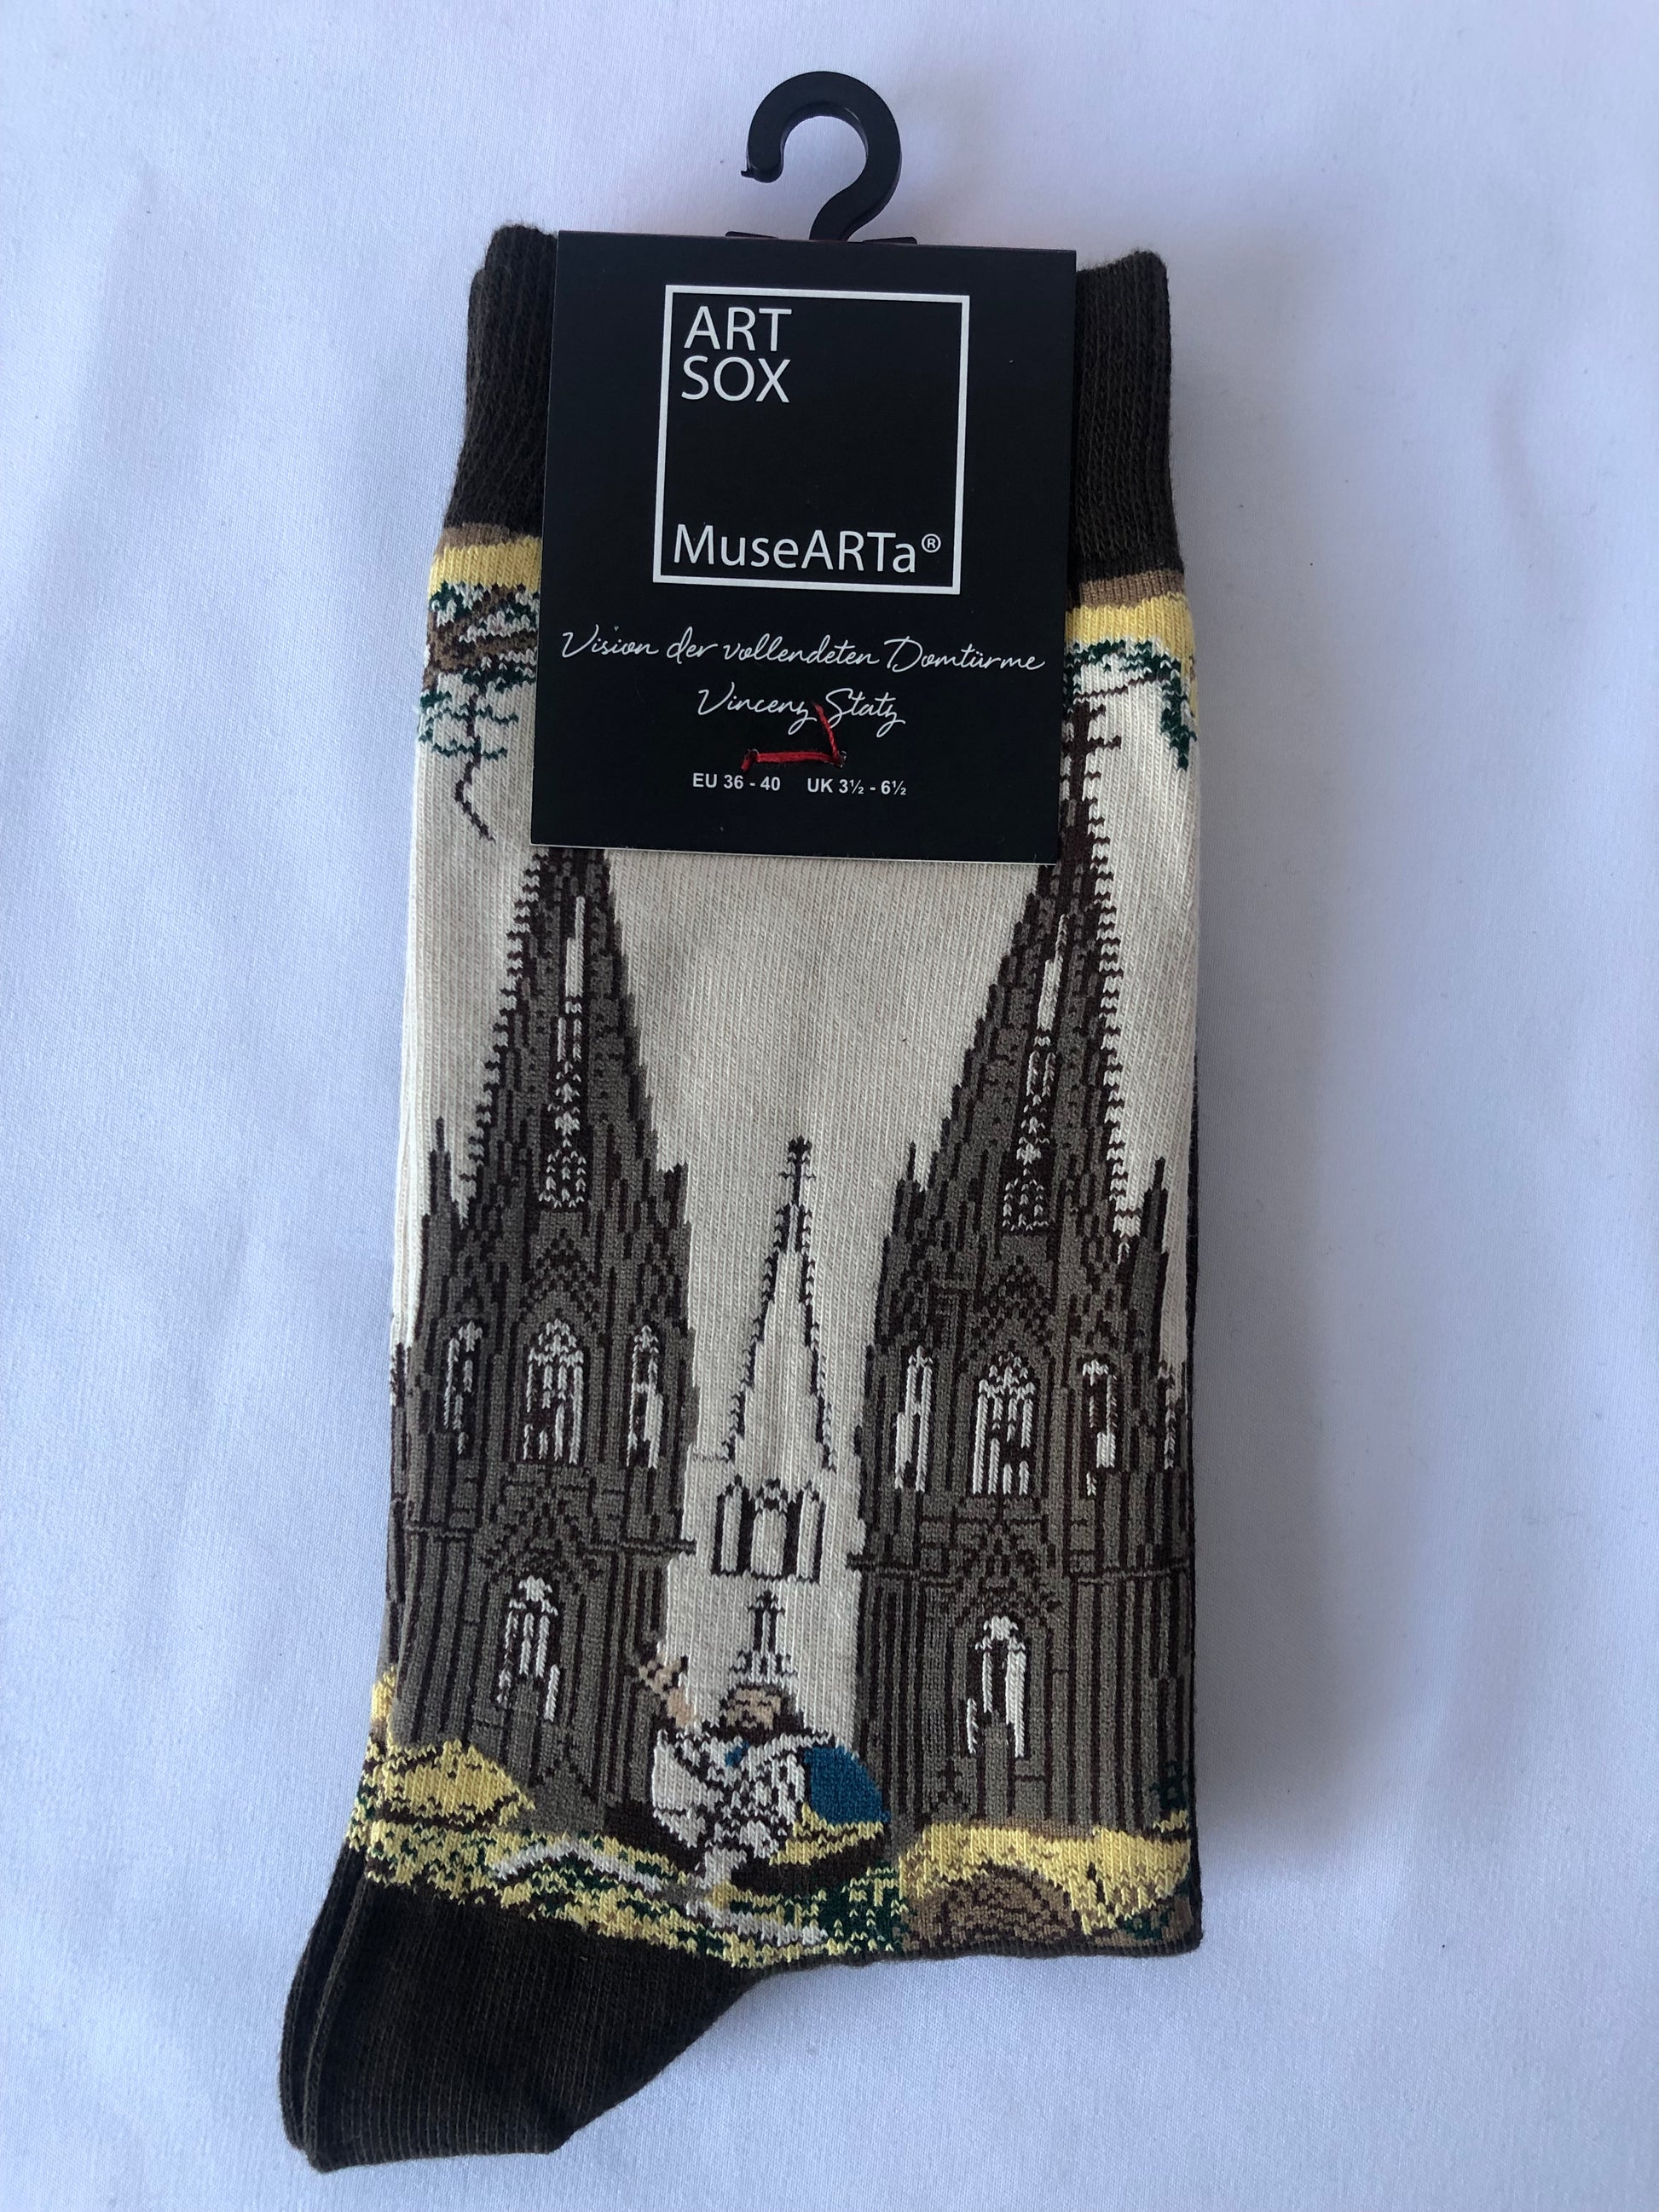 ART
SOX
MuseARTa®
Vision der vollendeten Domtürme
Vincenz Statz
EU 36 - 40 UK 3½ - 6½